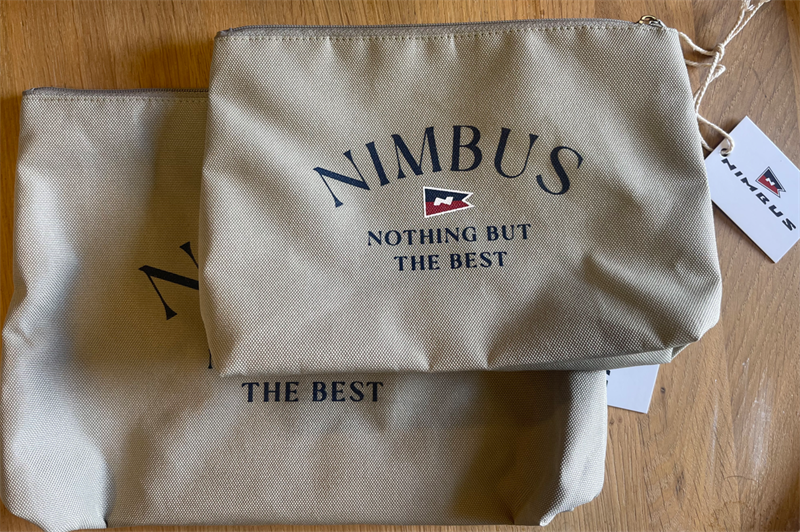 NIMBUS
N
NOTHING BUT
THE BEST
N
NIMBUS
N
THE BEST